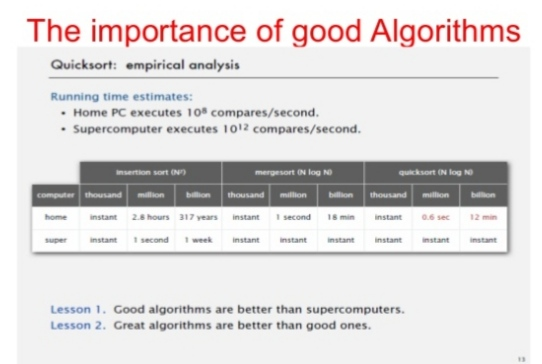 The importance of good Algorithms
Quicksort: empirical analysis
Running time estimates:
• Home PC executes 10⁸ compares/second.
• Supercomputer executes 10¹² compares/second.
insertion sort (N²) mergesort (N log N) quicksort (N log N)
computer thousand million billion thousand million billion thousand million billion
home instant 2.8 hours 317 years instant 1 second 18 min instant 0.6 sec 12 min
super instant 1 second 1 week instant instant instant instant instant instant
Lesson 1. Good algorithms are better than supercomputers.
Lesson 2. Great algorithms are better than good ones.
13